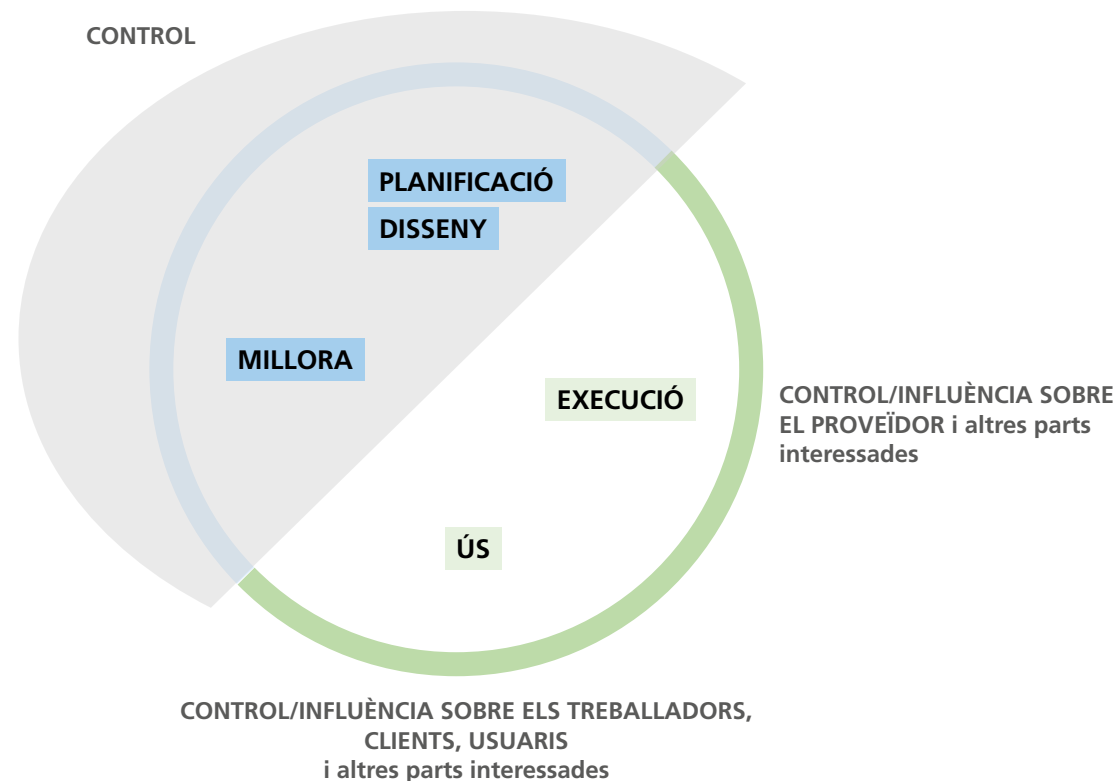 CONTROL
PLANIFICACIÓ
DISSENY
MILLORA
EXECUCIÓ
CONTROL/INFLUÈNCIA SOBRE
EL PROVEÏDOR i altres parts
interessades
ÚS
CONTROL/INFLUÈNCIA SOBRE ELS TREBALLADORS,
CLIENTS, USUARIS
i altres parts interessades